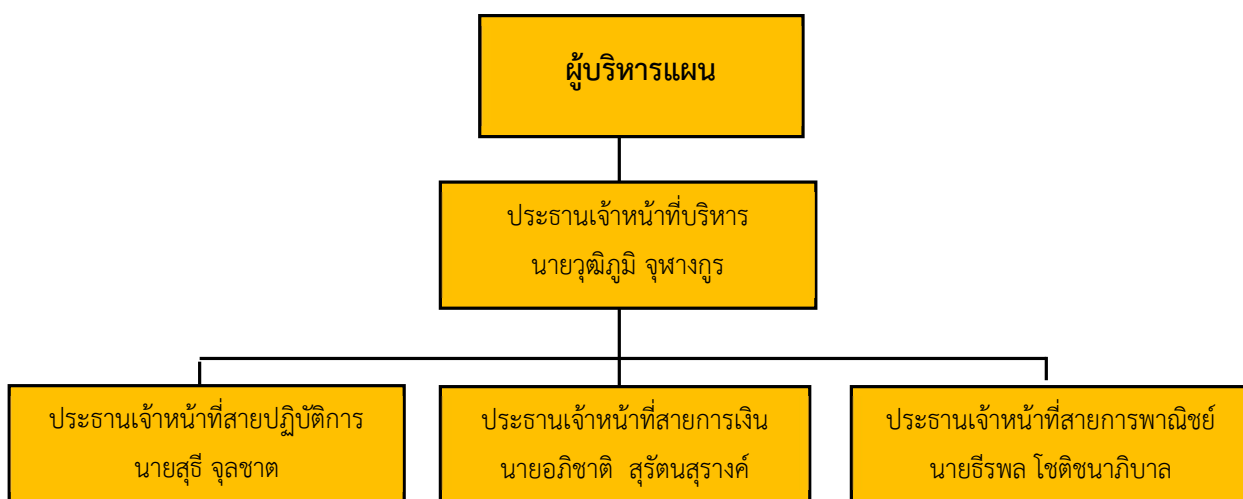 ผู้บริหารแผน
ประธานเจ้าหน้าที่บริหาร
นายวุฒิภูมิ จุฬางกูร
ประธานเจ้าหน้าที่สายปฏิบัติการ
นายสุธี จุลชาต
ประธานเจ้าหน้าที่สายการเงิน
นายอภิชาติ สุรัตนสุรางค์
ประธานเจ้าหน้าที่สายการพาณิชย์
นายธีรพล โชติชนาภิบาล